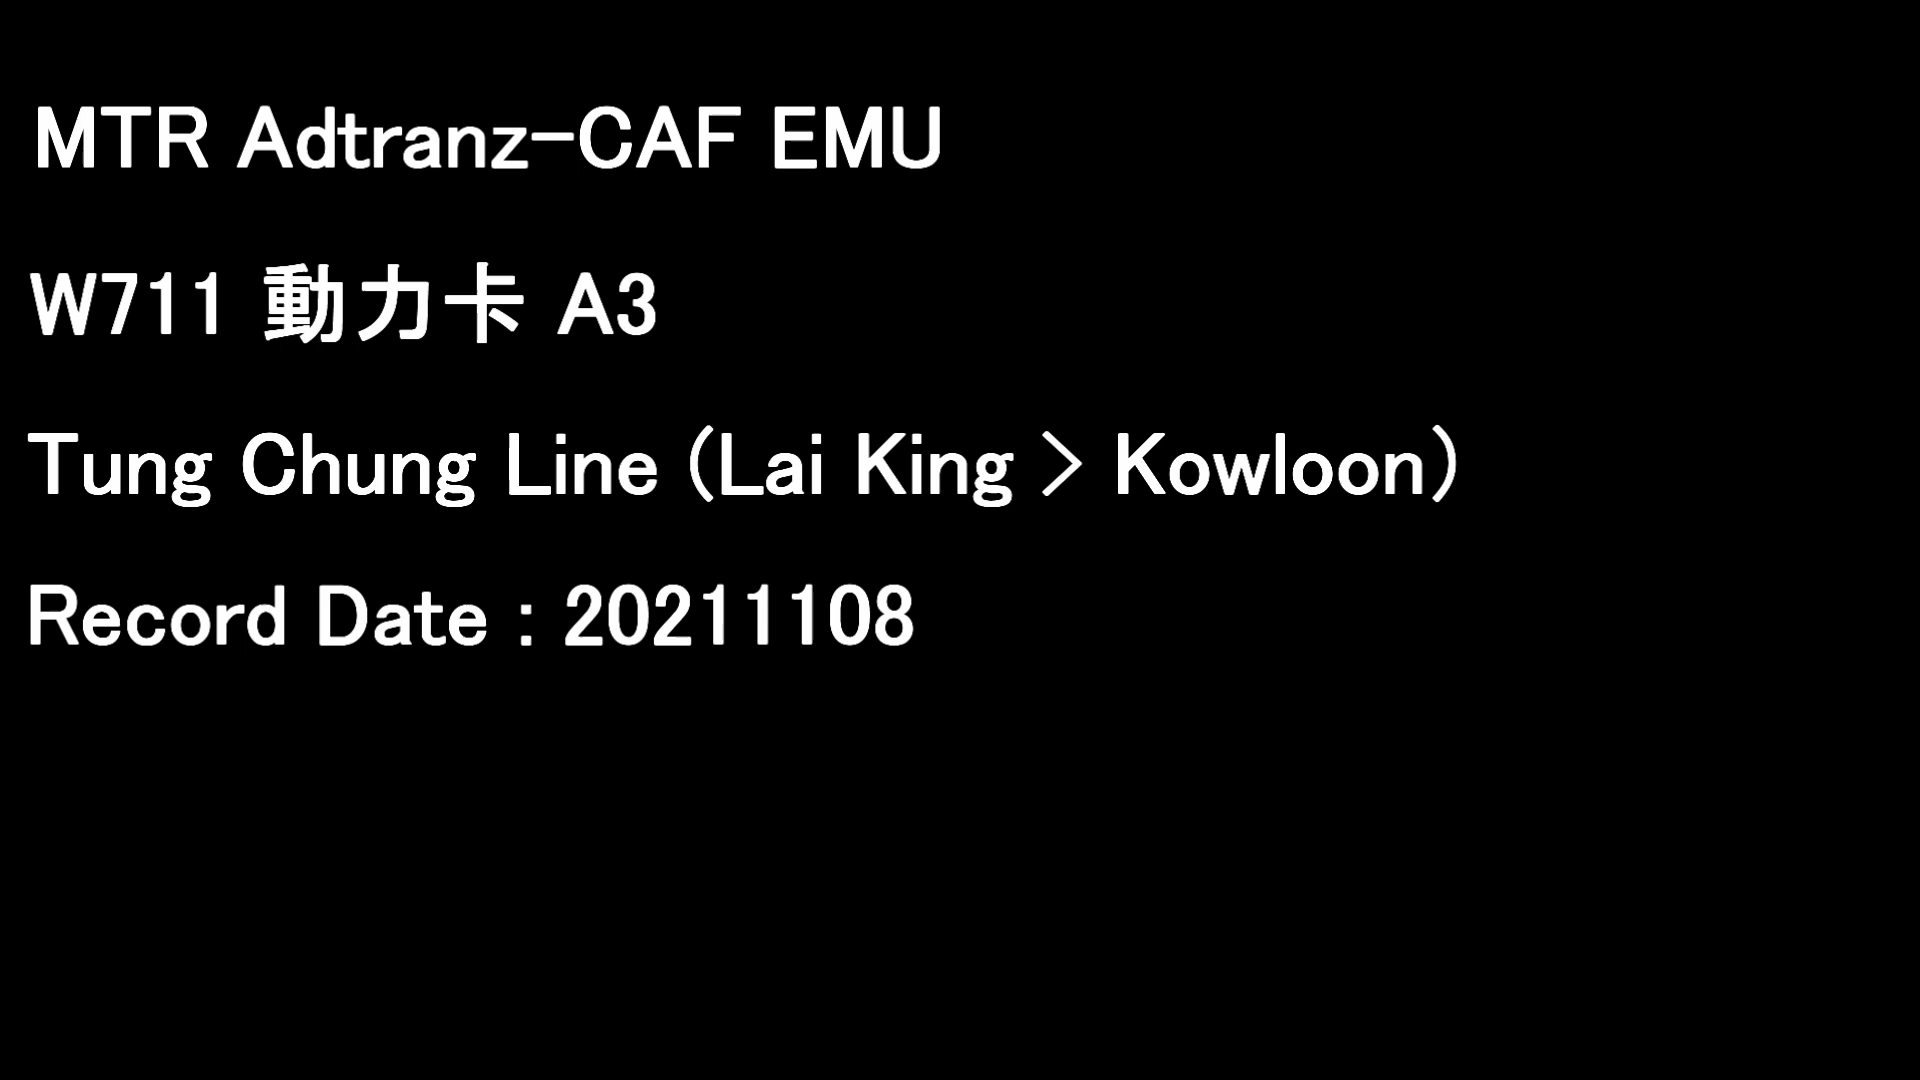 MTR Adtranz-CAF EMU
W711 動力卡 A3
Tung Chung Line (Lai King > Kowloon)
Record Date : 20211108